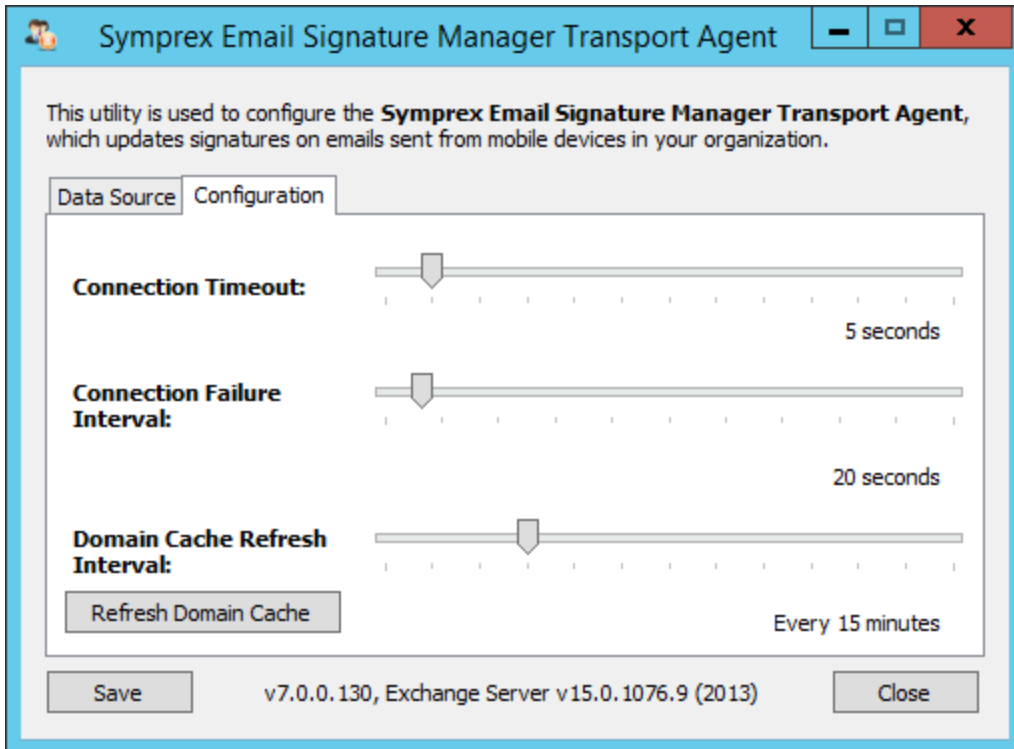 Symprex Email Signature Manager Transport Agent
This utility is used to configure the Symprex Email Signature Manager Transport Agent,
which updates signatures on emails sent from mobile devices in your organization.
Data Source
Configuration
Connection Timeout:
5 seconds
Connection Failure
Interval:
20 seconds
Domain Cache Refresh
Interval:
Refresh Domain Cache
Every 15 minutes
Save
v7.0.0.130, Exchange Server v15.0.1076.9 (2013)
Close